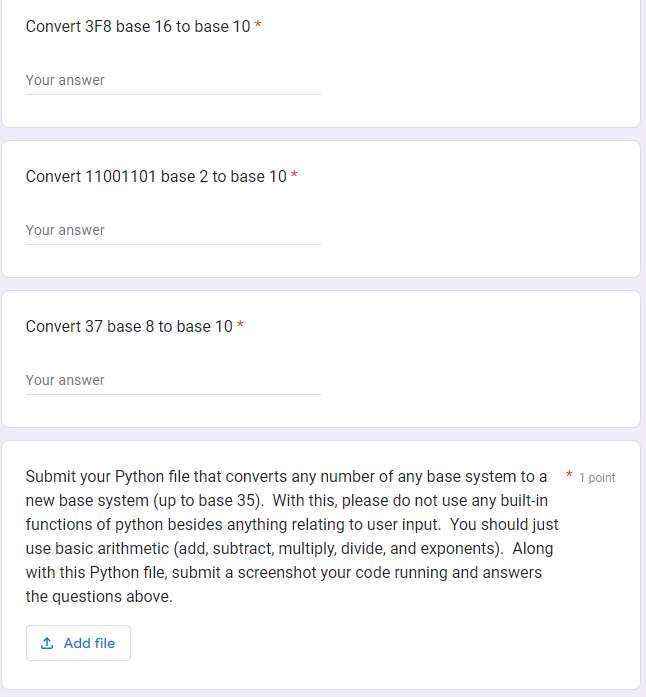 Convert 3F8 base 16 to base 10 *
Your answer
Convert 11001101 base 2 to base 10 *
Your answer
Convert 37 base 8 to base 10 *
Your answer
Submit your Python file that converts any number of any base system to a * 1 point
new base system (up to base 35). With this, please do not use any built-in
functions of python besides anything relating to user input. You should just
use basic arithmetic (add, subtract, multiply, divide, and exponents). Along
with this Python file, submit a screenshot your code running and answers
the questions above.
Add file